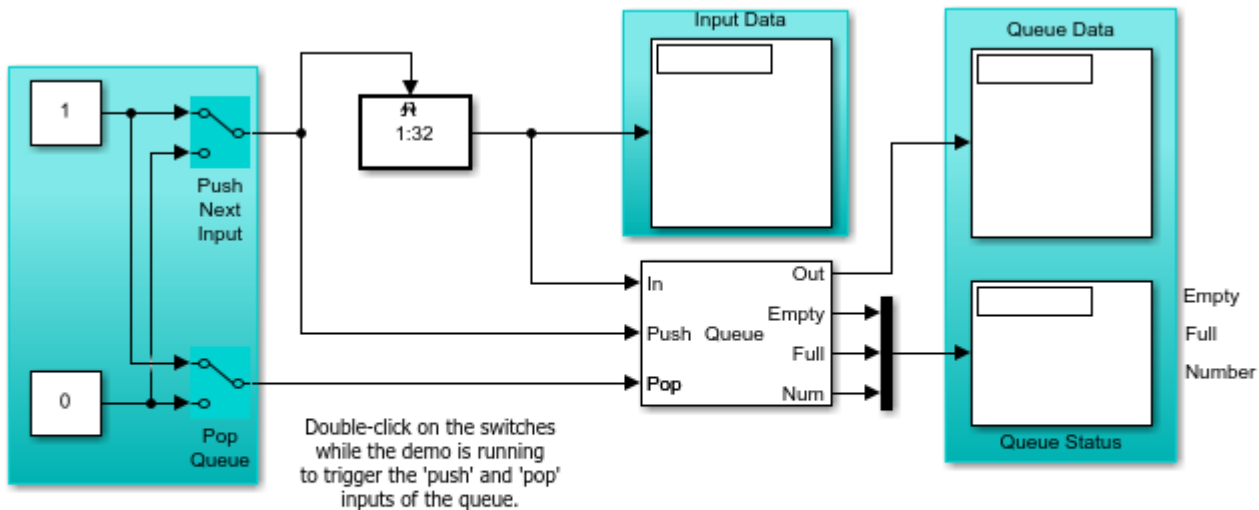 Input Data
Queue Data
1
1:32
Push
Next
Input
In
Out
Empty
Push
Queue
Full
Pop
Num
Empty
Full
Number
0
Pop
Queue
Queue Status
Double-click on the switches
while the demo is running
to trigger the 'push' and 'pop'
inputs of the queue.